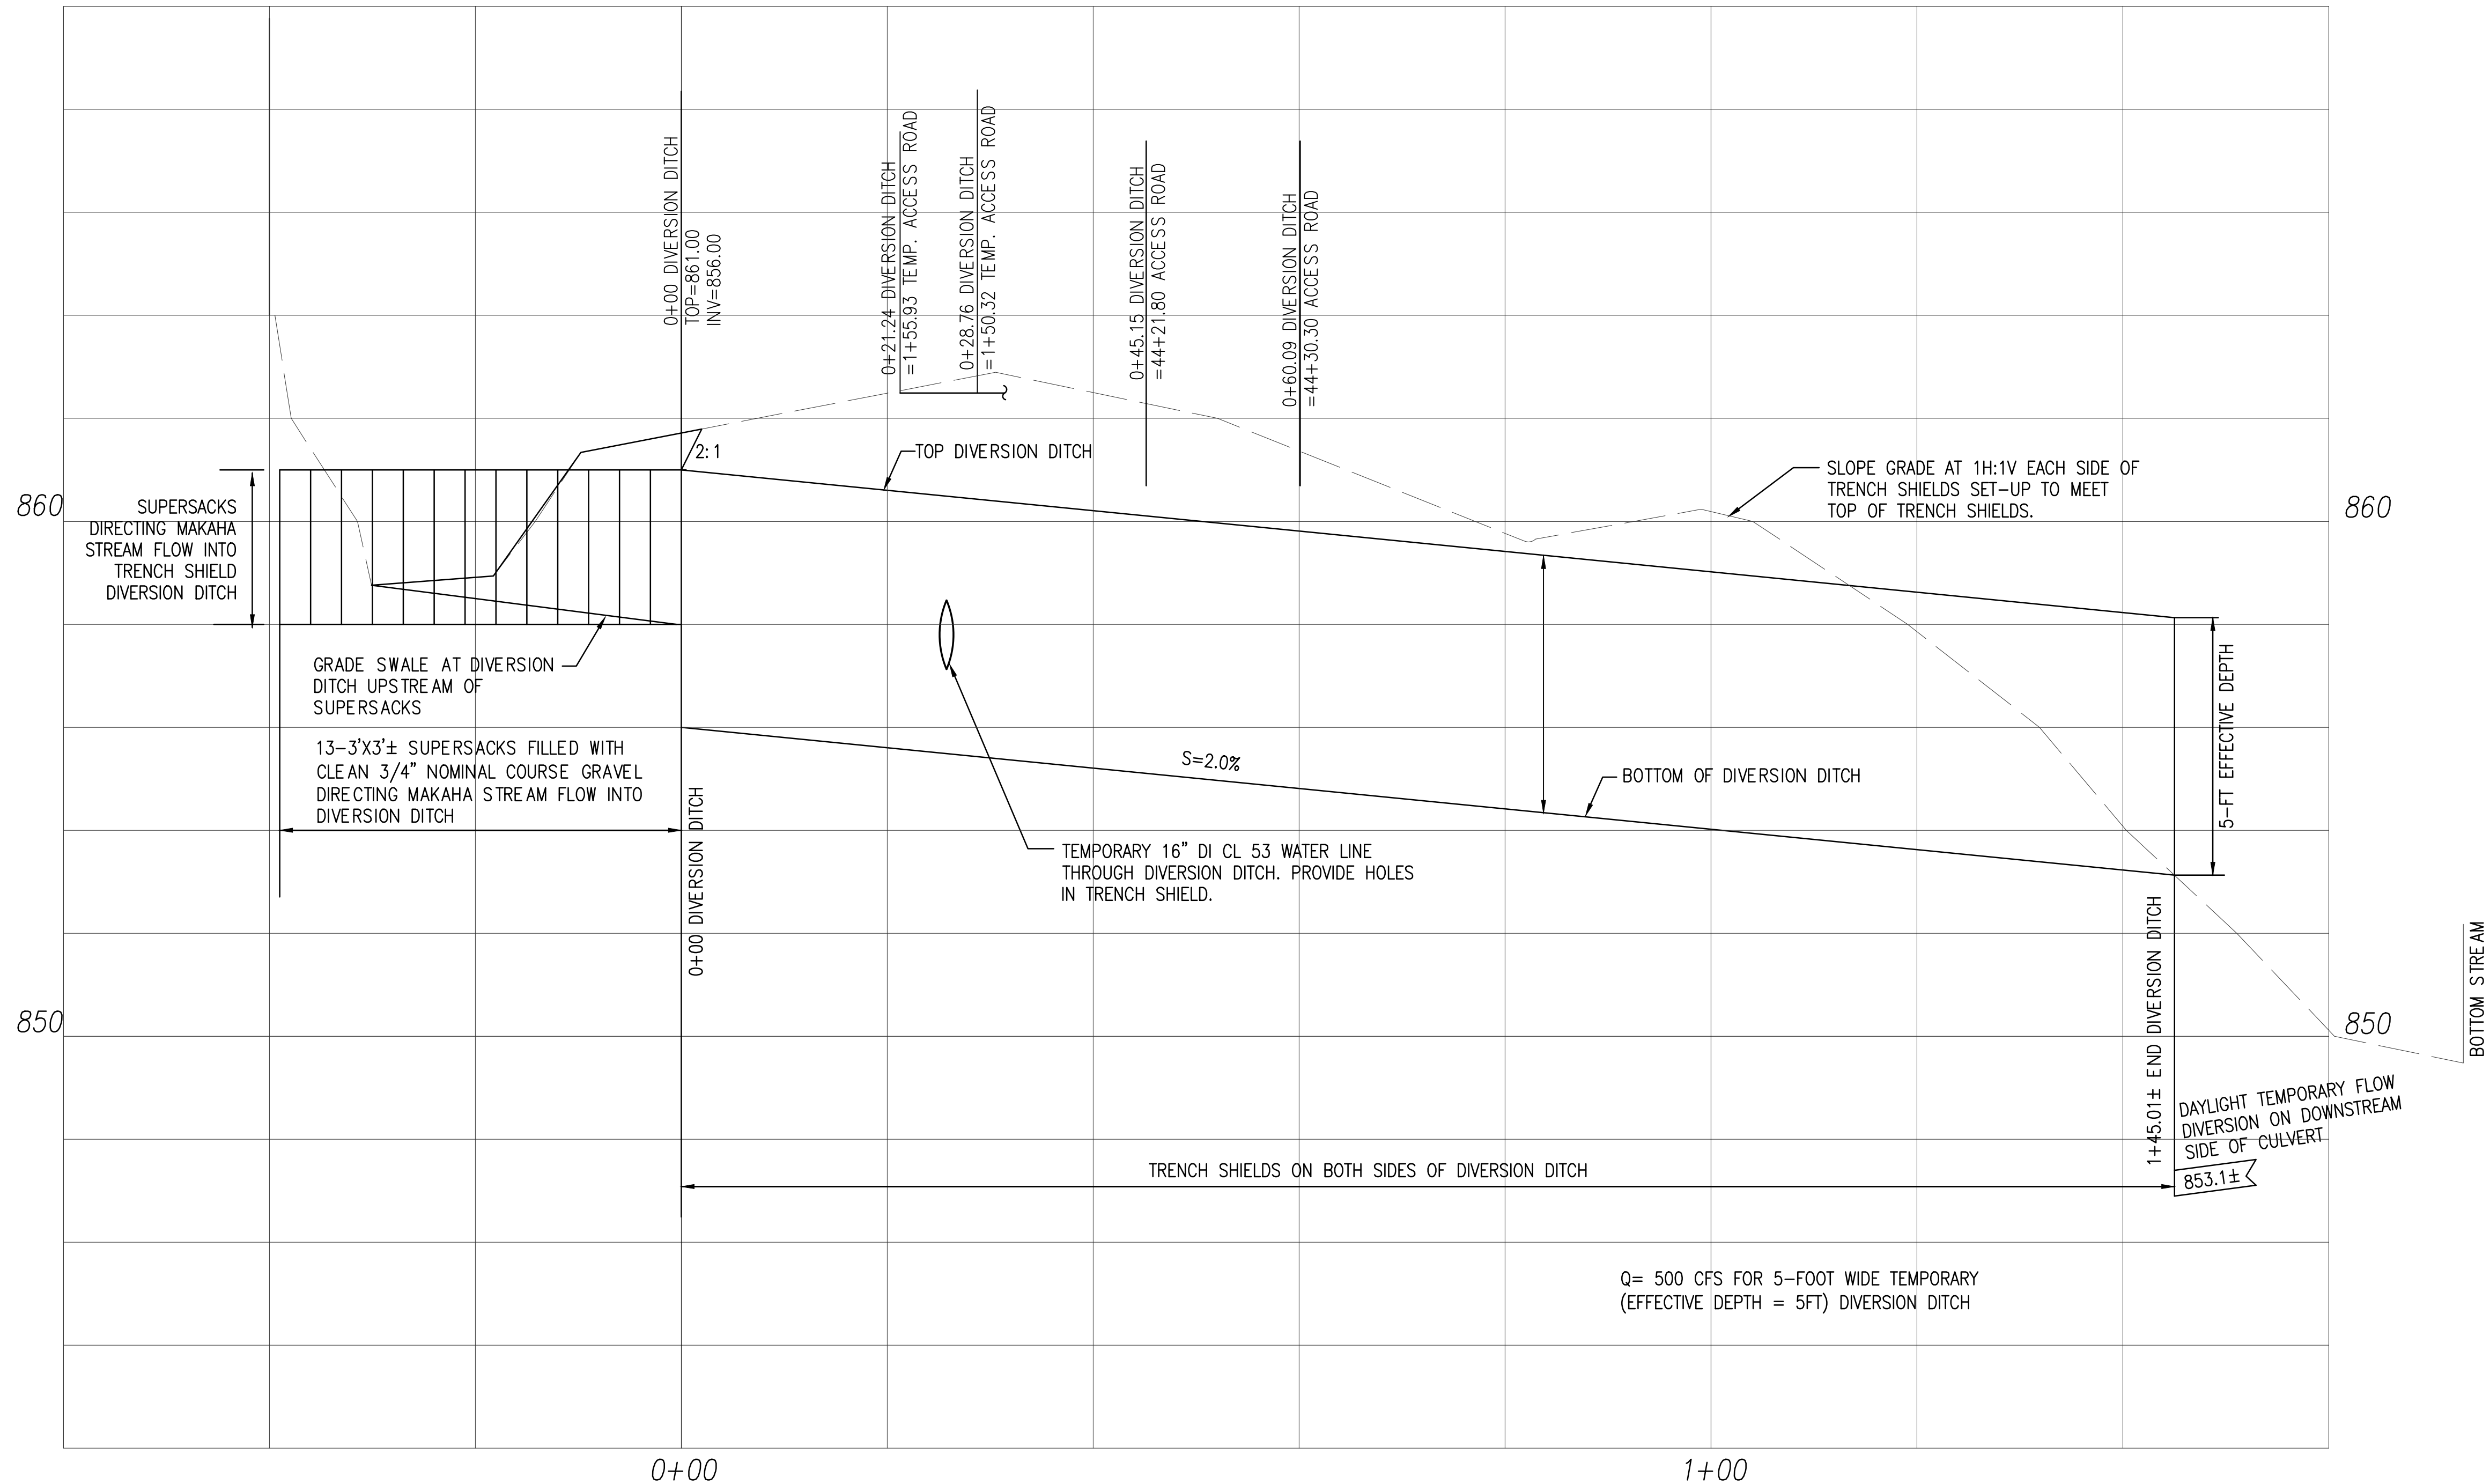 0+00 DIVERSION DITCH
TOP=861.00
INV=856.00
0+21.24 DIVERSION DITCH
=1+55.93 TEMP. ACCESS ROAD
0+28.76 DIVERSION DITCH
=1+50.32 TEMP. ACCESS ROAD
0+45.15 DIVERSION DITCH
=44+21.80 ACCESS ROAD
0+60.09 DIVERSION DITCH
=44+30.30 ACCESS ROAD
2:1
TOP DIVERSION DITCH
SLOPE GRADE AT 1H:1V EACH SIDE OF
TRENCH SHIELDS SET-UP TO MEET
TOP OF TRENCH SHIELDS.
860
860
SUPERSACKS
DIRECTING MAKAHA
STREAM FLOW INTO
TRENCH SHIELD
DIVERSION DITCH
GRADE SWALE AT DIVERSION
DITCH UPSTREAM OF
SUPERSACKS
13-3'X3'± SUPERSACKS FILLED WITH
CLEAN 3/4" NOMINAL COURSE GRAVEL
DIRECTING MAKAHA STREAM FLOW INTO
DIVERSION DITCH
0+00 DIVERSION DITCH
S=2.0%
BOTTOM OF DIVERSION DITCH
5-FT EFFECTIVE DEPTH
TEMPORARY 16" DI CL 53 WATER LINE
THROUGH DIVERSION DITCH. PROVIDE HOLES
IN TRENCH SHIELD.
850
850
BOTTOM STREAM
1+45.01± END DIVERSION DITCH
DAYLIGHT TEMPORARY FLOW
DIVERSION ON DOWNSTREAM
SIDE OF CULVERT
853.1±
TRENCH SHIELDS ON BOTH SIDES OF DIVERSION DITCH
Q= 500 CFS FOR 5-FOOT WIDE TEMPORARY
(EFFECTIVE DEPTH = 5FT) DIVERSION DITCH
0+00
1+00